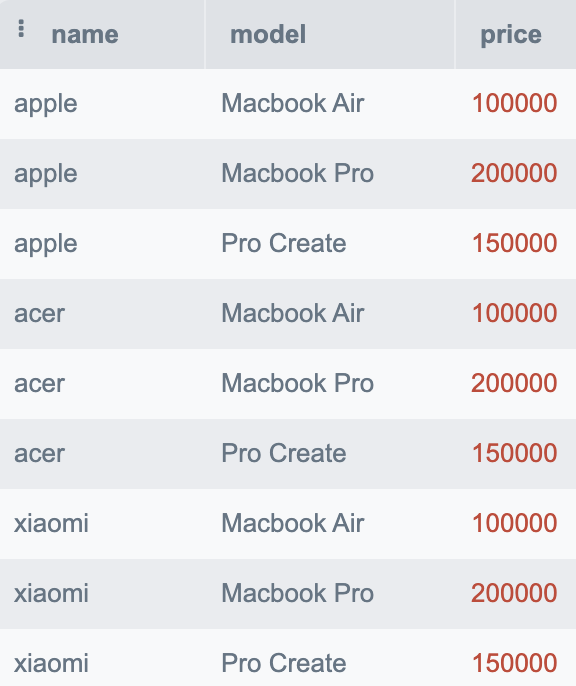 name model price
apple Macbook Air 100000
apple Macbook Pro 200000
apple Pro Create 150000
acer Macbook Air 100000
acer Macbook Pro 200000
acer Pro Create 150000
xiaomi Macbook Air 100000
xiaomi Macbook Pro 200000
xiaomi Pro Create 150000